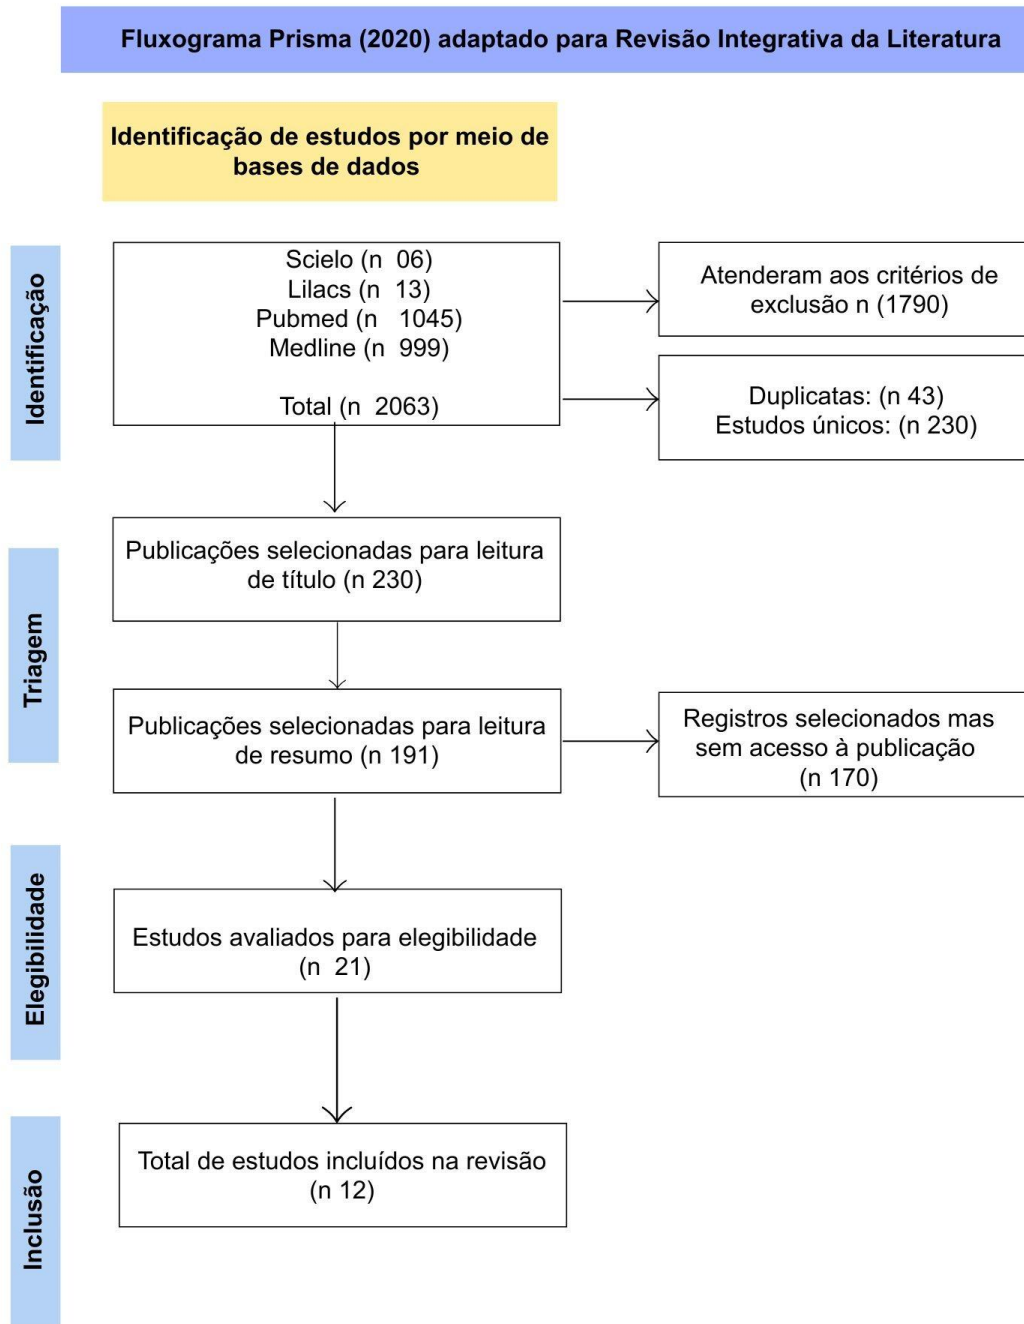 Fluxograma Prisma (2020) adaptado para Revisão Integrativa da Literatura
Identificação de estudos por meio de
bases de dados
Identificação
Scielo (n 06)
Lilacs (n 13)
Pubmed (n 1045)
Medline (n 999)
Total (n 2063)
Atenderam aos critérios de
exclusão n (1790)
Duplicatas: (n 43)
Estudos únicos: (n 230)
Triagem
Publicações selecionadas para leitura
de título (n 230)
Publicações selecionadas para leitura
de resumo (n 191)
Registros selecionados mas
sem acesso à publicação
(n 170)
Elegibilidade
Estudos avaliados para elegibilidade
(n 21)
Inclusão
Total de estudos incluídos na revisão
(n 12)